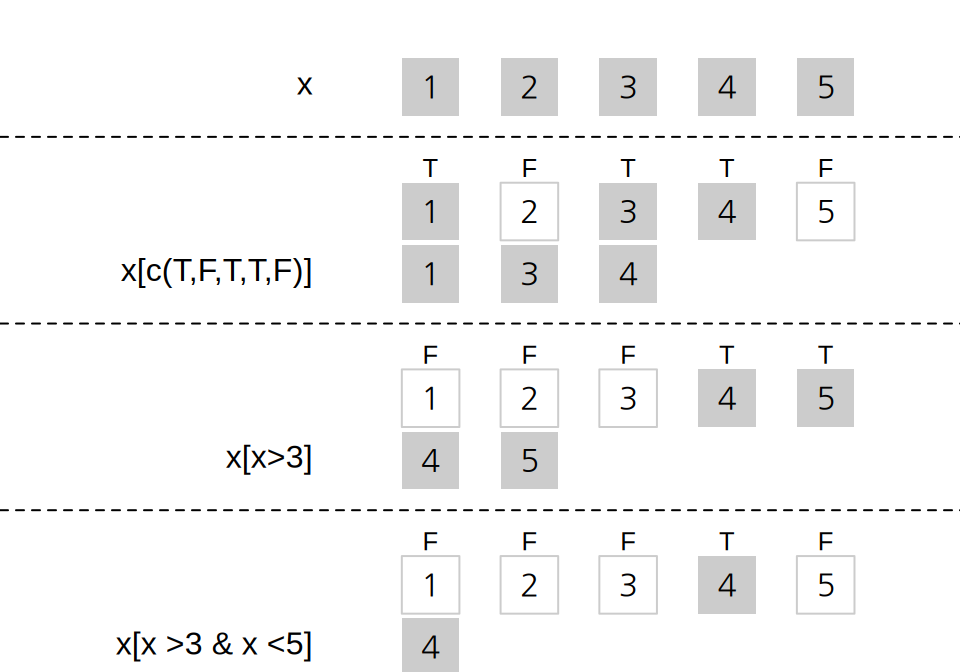 x 1 2 3 4 5
T F T T F
1 2 3 4 5
x[c(T,F,T,T,F)] 1 3 4
F F F T T
1 2 3 4 5
x[x>3] 4 5
F F F T F
1 2 3 4 5
x[x >3 & x <5] 4